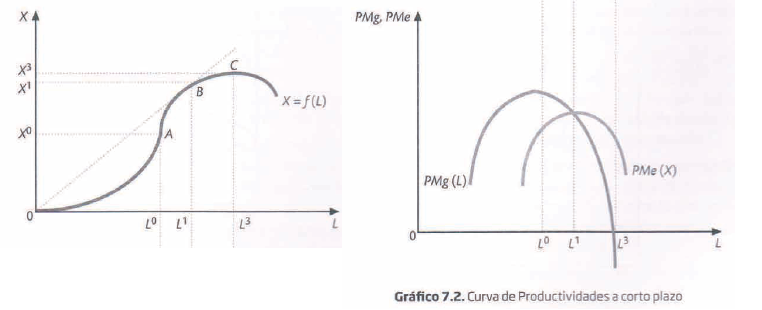 X
X³
X¹
X⁰
A
B
C
X = f(L)
0
L⁰
L¹
L³
L
PMg, PMe
PMg (L)
PMe (X)
0
L⁰
L¹
L³
L
Gráfico 7.2. Curva de Productividades a corto plazo